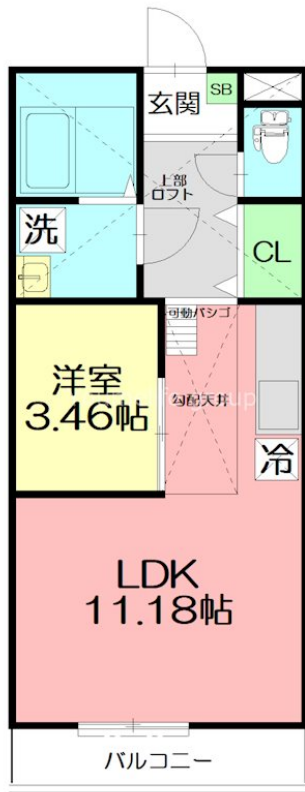 玄関
SB
上部
ロフト
洗
CL
可動ハシゴ
洋室
3.46帖
勾配天井
冷
LDK
11.18帖
バルコニー